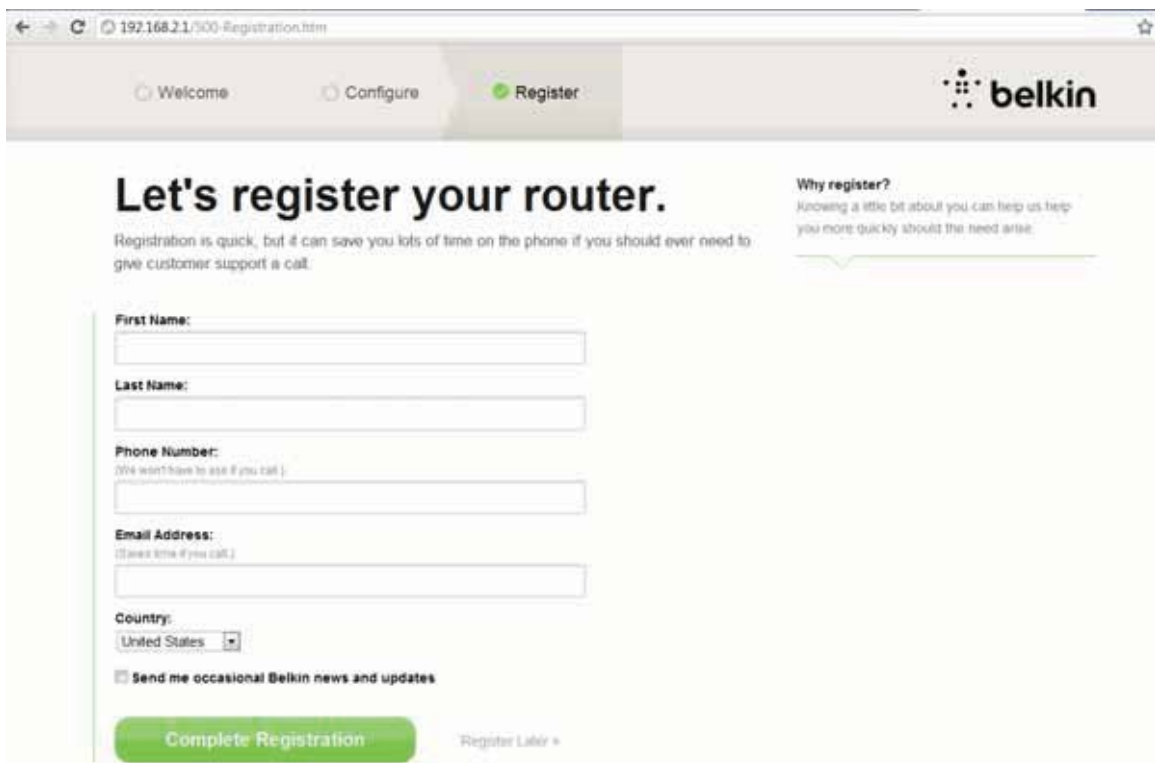 192.168.2.1/500-Registration.htm
Welcome
Configure
Register
belkin
Let's register your router.
Registration is quick, but it can save you lots of time on the phone if you should ever need to
give customer support a call.
Why register?
Knowing a little bit about you can help us help
you more quickly should the need arise.
First Name:
Last Name:
Phone Number:
(We won't have to ask if you call.)
Email Address:
(Saves time if you call.)
Country:
United States
Send me occasional Belkin news and updates
Complete Registration
Register Later »